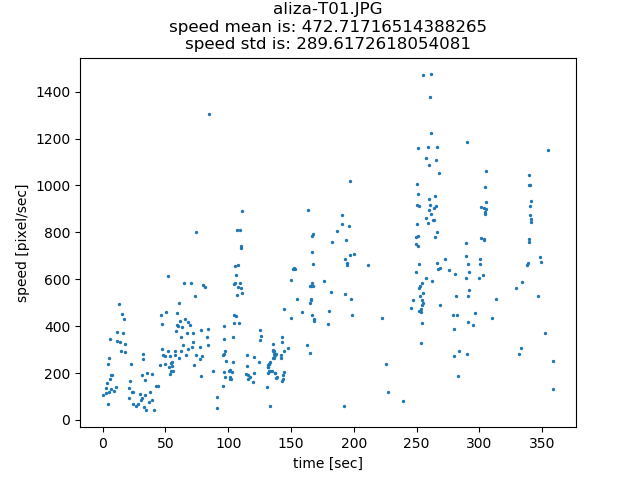 aliza-T01.JPG
speed mean is: 472.71716514388265
speed std is: 289.6172618054081
1400
1200
1000
800
600
400
200
0
speed [pixel/sec]
0 50 100 150 200 250 300 350
time [sec]